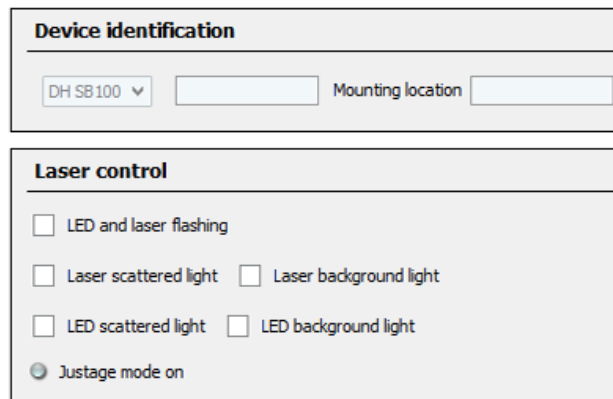 Device identification
DH SB100 Mounting location
Laser control
LED and laser flashing
Laser scattered light Laser background light
LED scattered light LED background light
Justage mode on